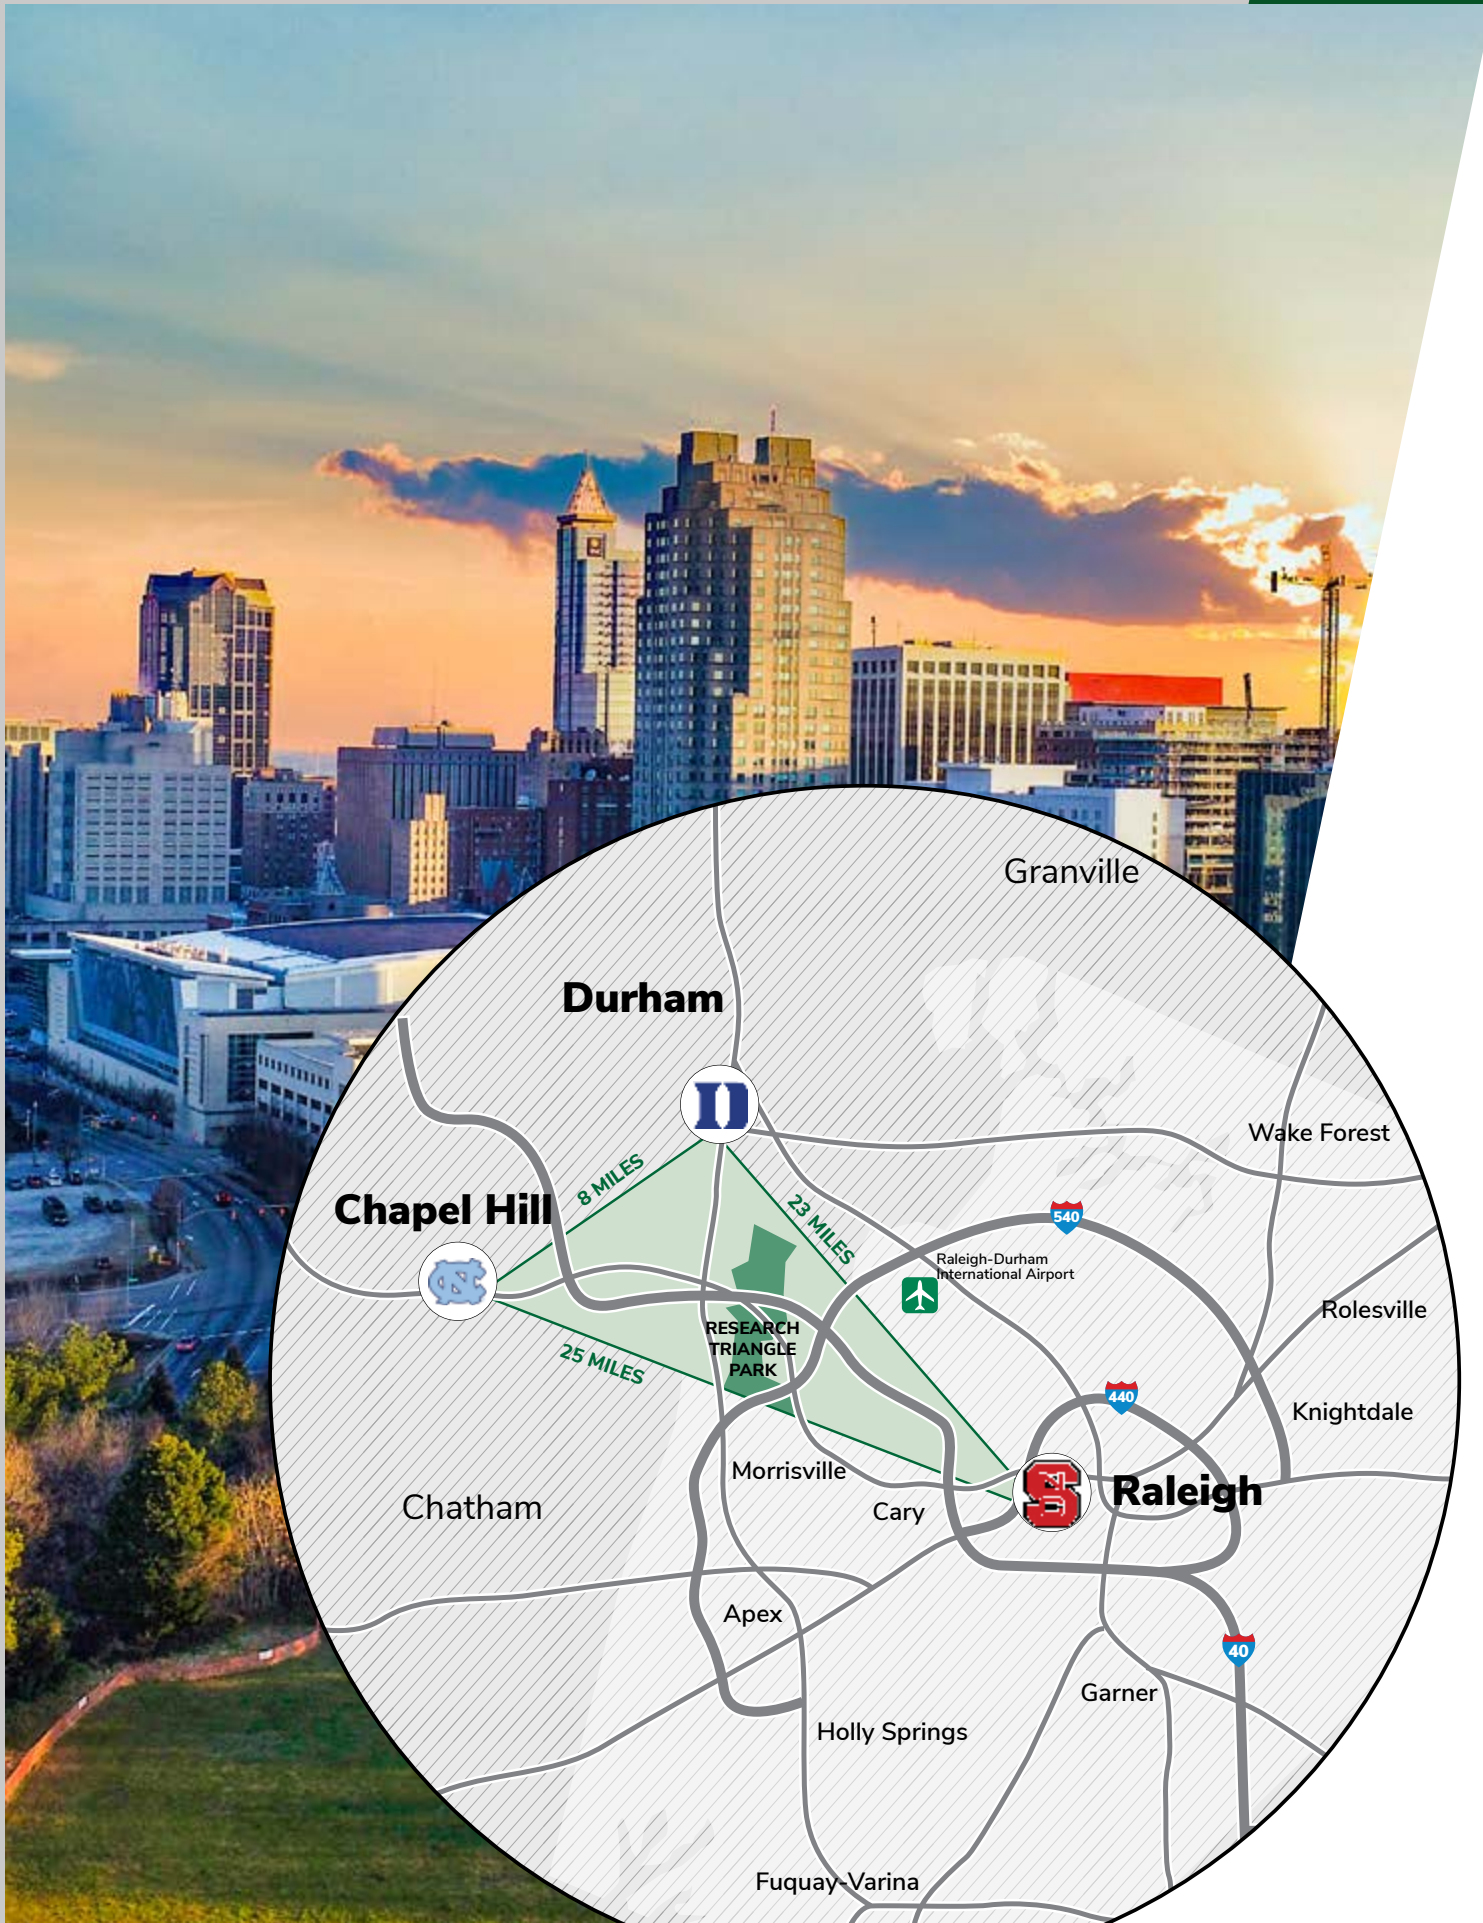 Granville
Durham
Wake Forest
8 MILES
Chapel Hill
23 MILES
540
Raleigh-Durham
International Airport
Rolesville
RESEARCH
TRIANGLE
PARK
25 MILES
440
Knightdale
Morrisville
Raleigh
Chatham
Cary
Apex
40
Garner
Holly Springs
Fuquay-Varina